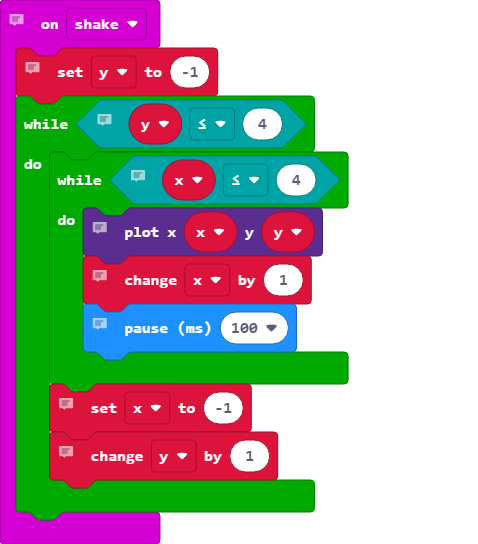 on shake
set y to -1
while y ≤ 4
do
while x ≤ 4
do
plot x x y y
change x by 1
pause (ms) 100
set x to -1
change y by 1